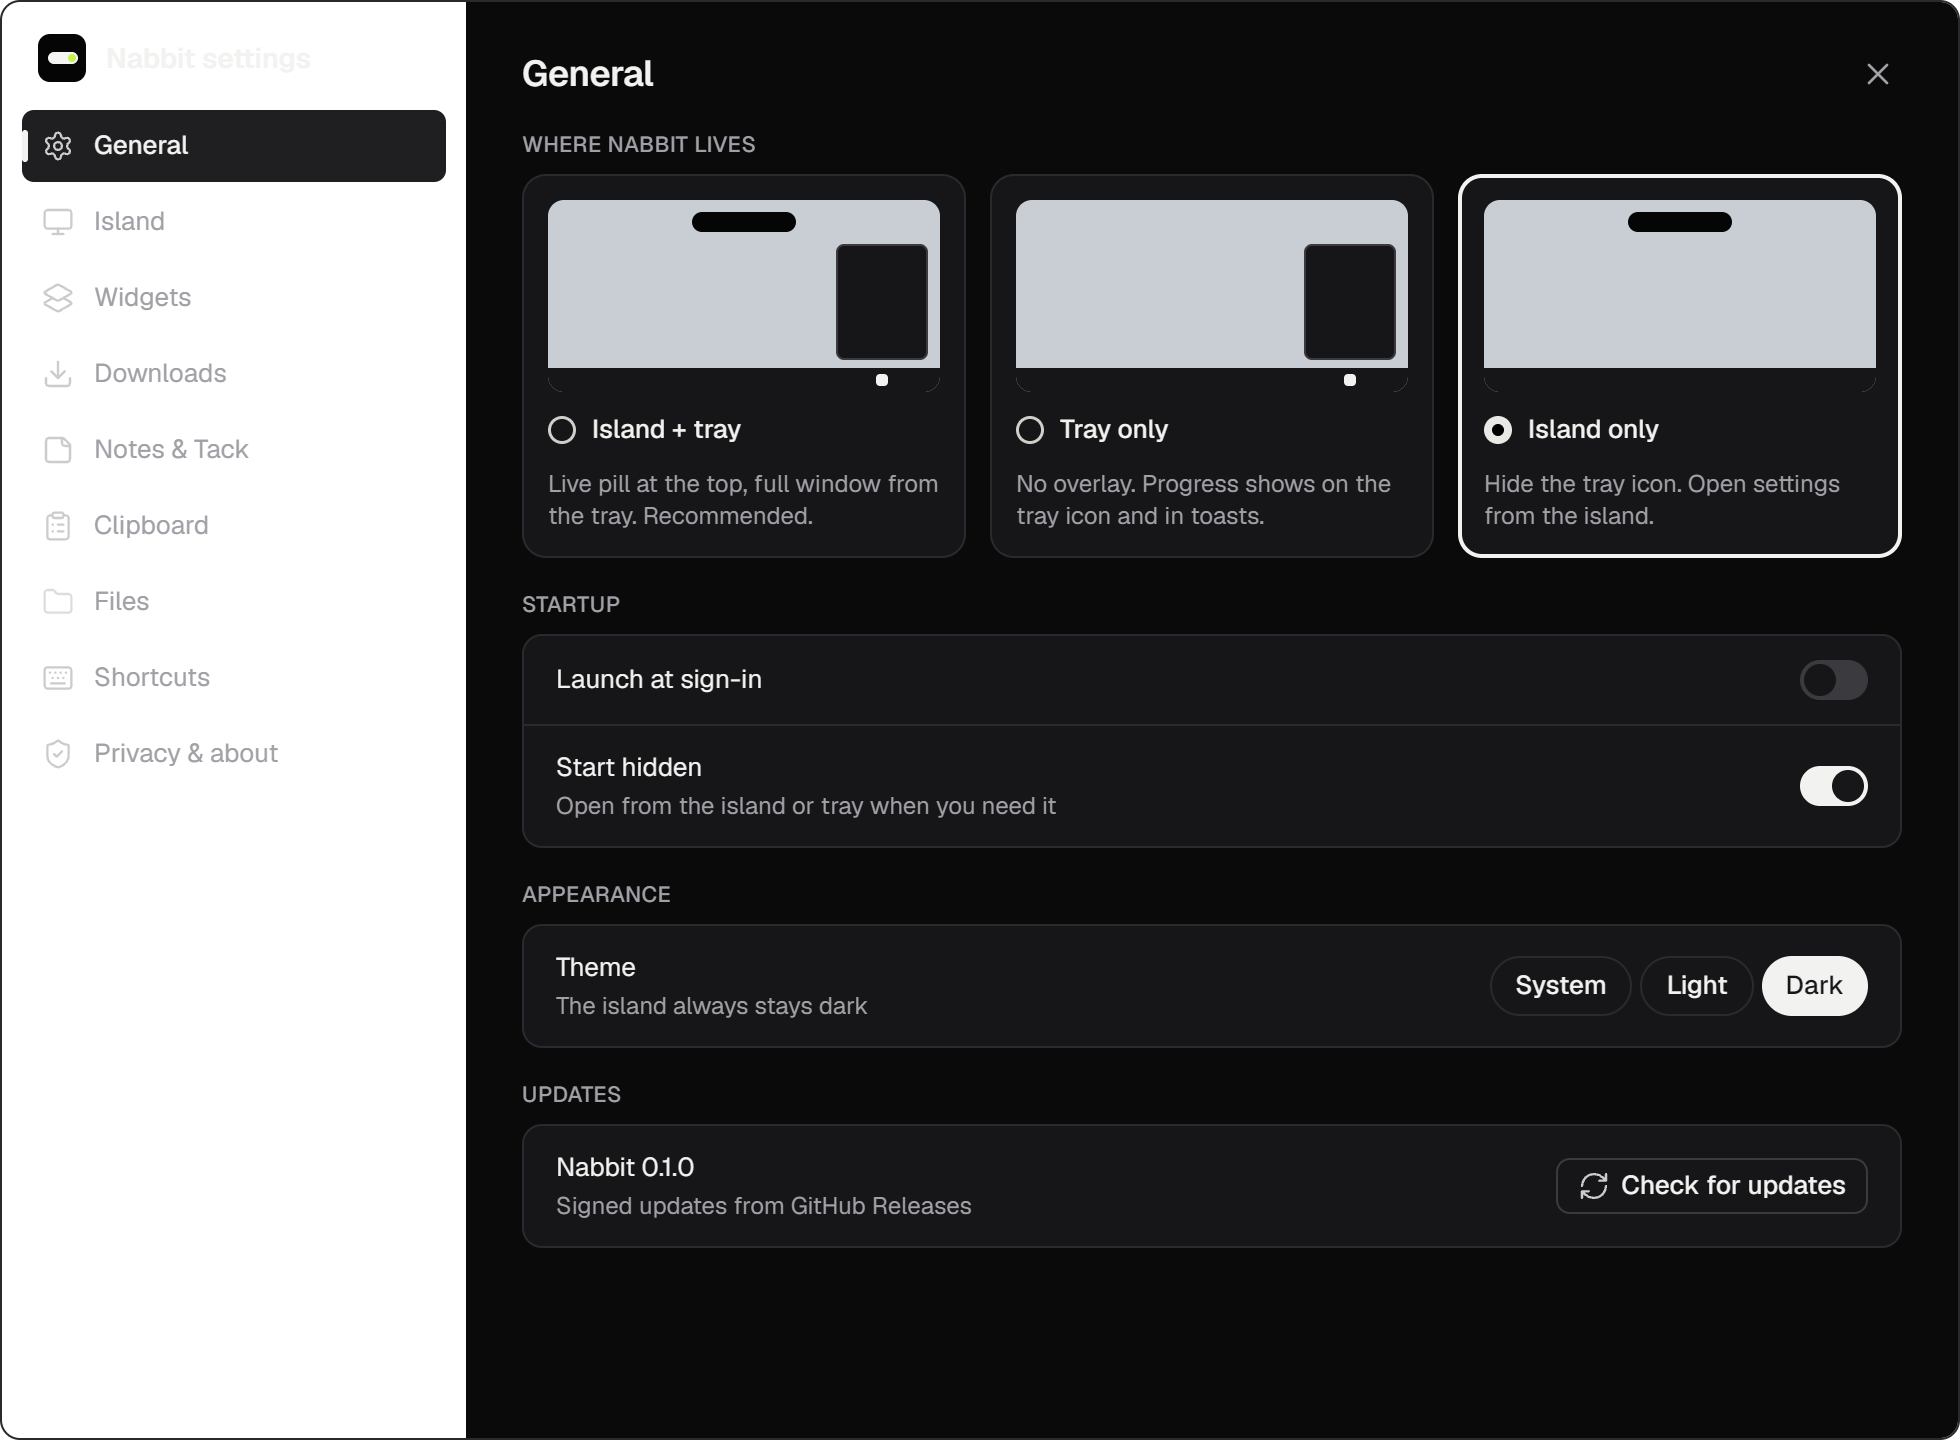 Nabbit settings
General
Island
Widgets
Downloads
Notes & Tack
Clipboard
Files
Shortcuts
Privacy & about
General
WHERE NABBIT LIVES
Island + tray
Live pill at the top, full window from
the tray. Recommended.
Tray only
No overlay. Progress shows on the
tray icon and in toasts.
Island only
Hide the tray icon. Open settings
from the island.
STARTUP
Launch at sign-in
Start hidden
Open from the island or tray when you need it
APPEARANCE
Theme
The island always stays dark
System
Light
Dark
UPDATES
Nabbit 0.1.0
Signed updates from GitHub Releases
Check for updates